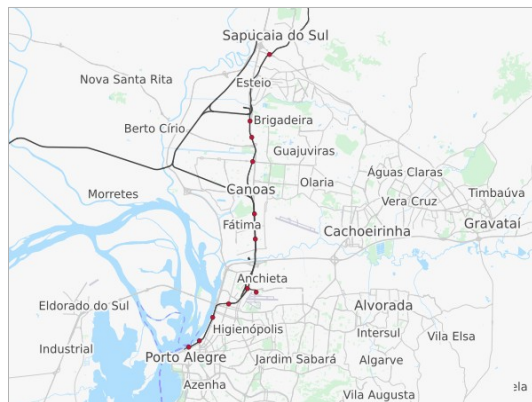 Sapucaia do Sul
Nova Santa Rita
Esteio
Berto Círio
Brigadeira
Guajuviras
Olaria
Águas Claras
Timbaúva
Morretes
Canoas
Vera Cruz
Gravataí
Fátima
Cachoeirinha
Anchieta
Eldorado do Sul
Alvorada
Higienópolis
Intersul
Vila Elsa
Industrial
Porto Alegre
Jardim Sabará
Algarve
Azenha
Vila Augusta
ela